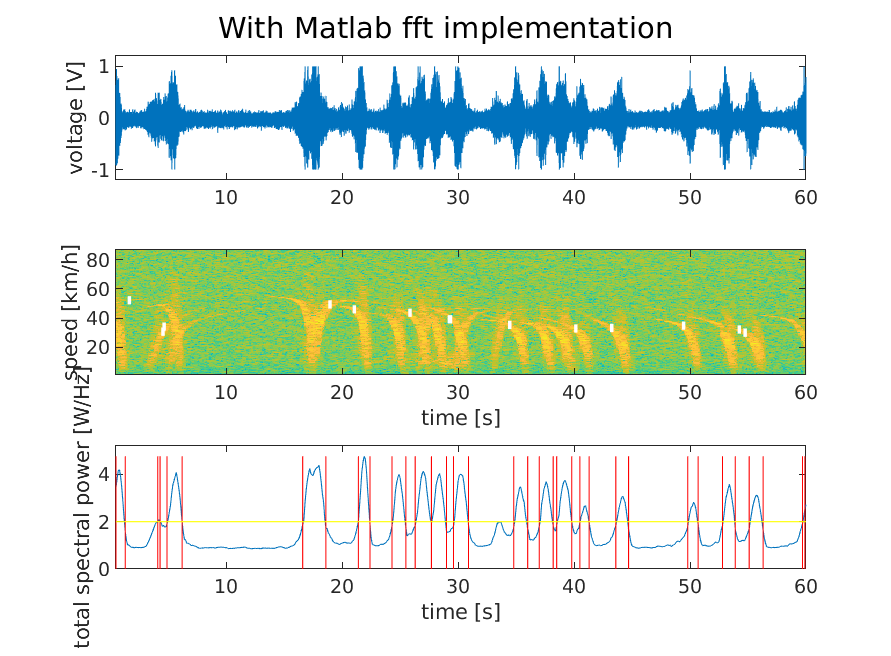 With Matlab fft implementation
voltage [V]
1
0
-1
10 20 30 40 50 60
speed [km/h]
80
60
40
20
10 20 30 40 50 60
time [s]
total spectral power [W/Hz]
4
2
0
10 20 30 40 50 60
time [s]